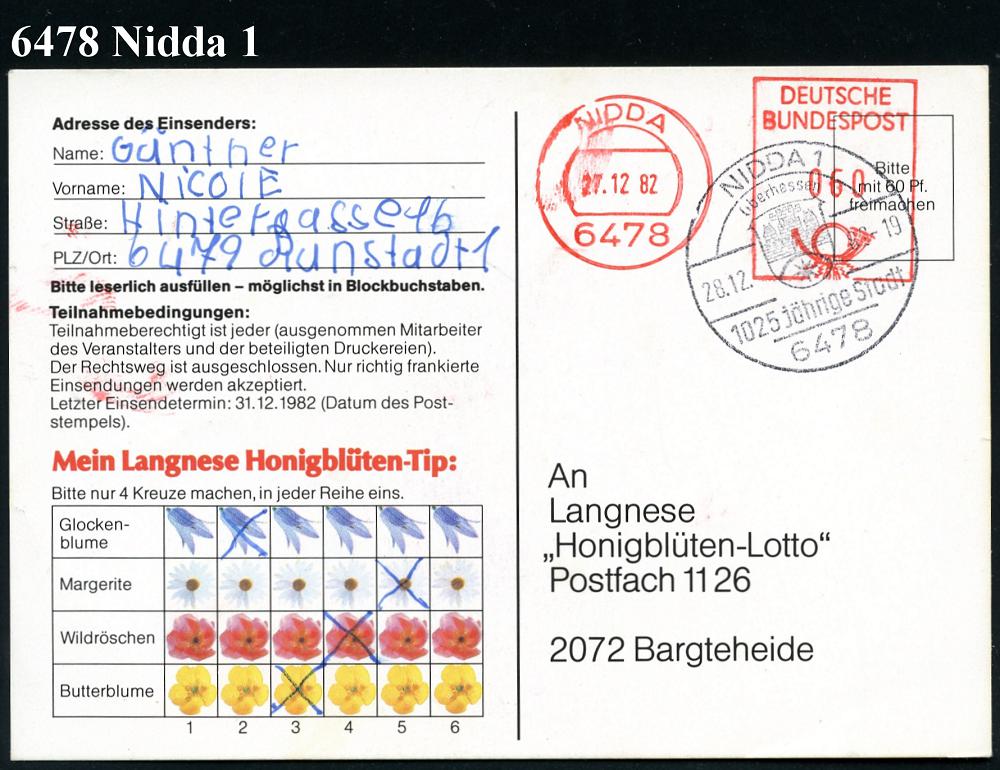 6478 Nidda 1
Adresse des Einsenders:
Name: Günther
Vorname: NICOlE
Straße: Hintergasse
PLZ/Ort: 6479 Ranstadt 1
Bitte leserlich ausfüllen – möglichst in Blockbuchstaben.
Teilnahmebedingungen:
Teilnahmeberechtigt ist jeder (ausgenommen Mitarbeiter
des Veranstalters und der beteiligten Druckereien).
Der Rechtsweg ist ausgeschlossen. Nur richtig frankierte
Einsendungen werden akzeptiert.
Letzter Einsendetermin: 31.12.1982 (Datum des Post-
stempels).
Mein Langnese Honigblüten-Tip:
Bitte nur 4 Kreuze machen, in jeder Reihe eins.
Glocken-
blume
Margerite
Wildröschen
Butterblume
1 2 3 4 5 6
NIDDA
27.12 82
6478
DEUTSCHE
BUNDESPOST
060
Bitte
mit 60 Pf.
freimachen
NIDDA 1
Oberhessen
28.12. -19
1025 jährige Stadt
6478
An
Langnese
„Honigblüten-Lotto“
Postfach 11 26
2072 Bargteheide